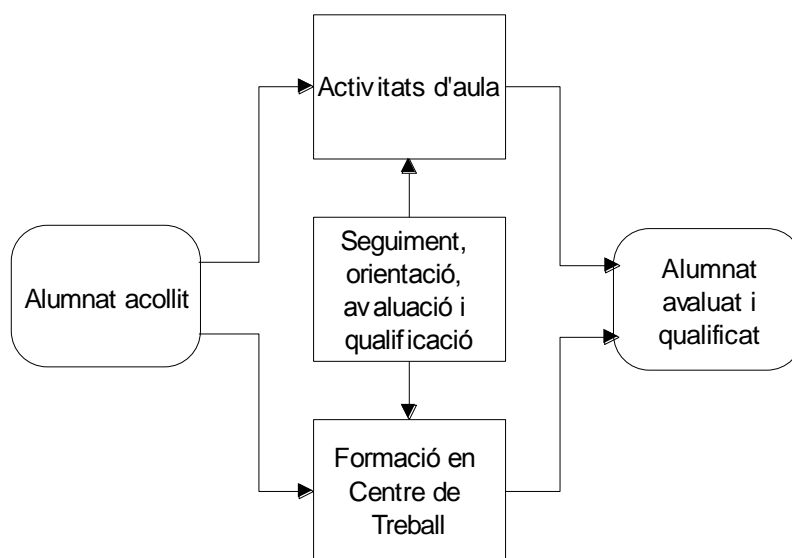 Activitats d'aula
Alumnat acollit
Seguiment,
orientació,
avaluació i
qualificació
Alumnat
avaluat i
qualificat
Formació en
Centre de
Treball